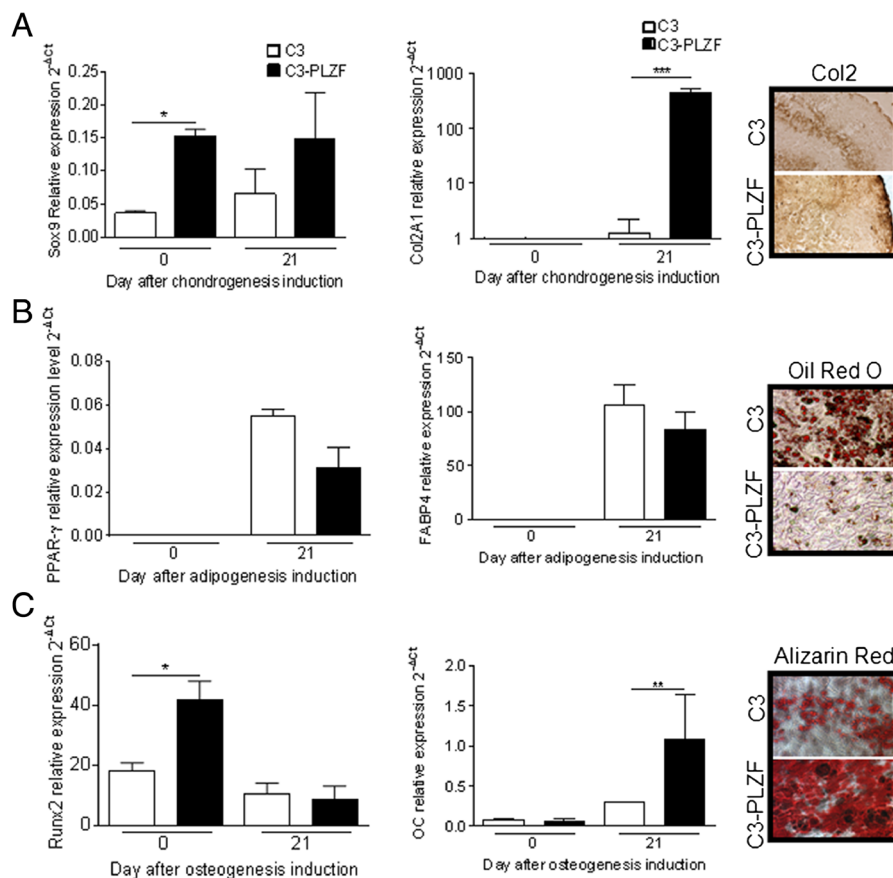 A
Sox9 Relative expression 2^-ΔCt
C3
C3-PLZF
0.25
0.20
0.15
0.10
0.05
0.00
*
0
21
Day after chondrogenesis induction
Col2A1 relative expression 2^-ΔCt
C3
C3-PLZF
1000
100
10
1
***
0
21
Day after chondrogenesis induction
Col2
C3
C3-PLZF
B
PPAR-γ relative expression level 2^-ΔCt
0.08
0.06
0.04
0.02
0.00
0
21
Day after adipogenesis induction
FABP4 relative expression 2^-ΔCt
150
100
50
0
0
21
Day after adipogenesis induction
Oil Red O
C3
C3-PLZF
C
Runx2 relative expression 2^-ΔCt
60
40
20
0
*
0
21
Day after osteogenesis induction
OC relative expression 2^-ΔCt
2.0
1.5
1.0
0.5
0.0
**
0
21
Day after osteogenesis induction
Alizarin Red
C3
C3-PLZF